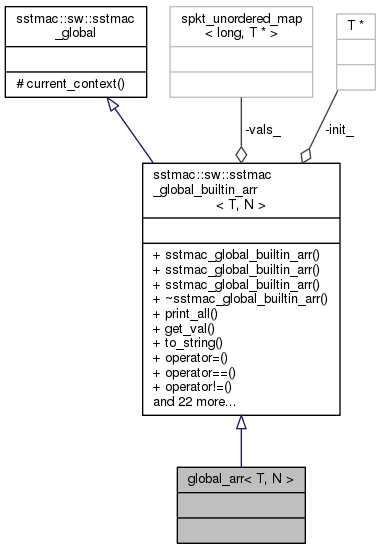 sstmac::sw::sstmac
_global
# current_context()
spkt_unordered_map
< long, T * >
T *
-vals_
-init_
sstmac::sw::sstmac
_global_builtin_arr
< T, N >
+ sstmac_global_builtin_arr()
+ sstmac_global_builtin_arr()
+ sstmac_global_builtin_arr()
+ ~sstmac_global_builtin_arr()
+ print_all()
+ get_val()
+ to_string()
+ operator=()
+ operator==()
+ operator!=()
and 22 more...
global_arr< T, N >